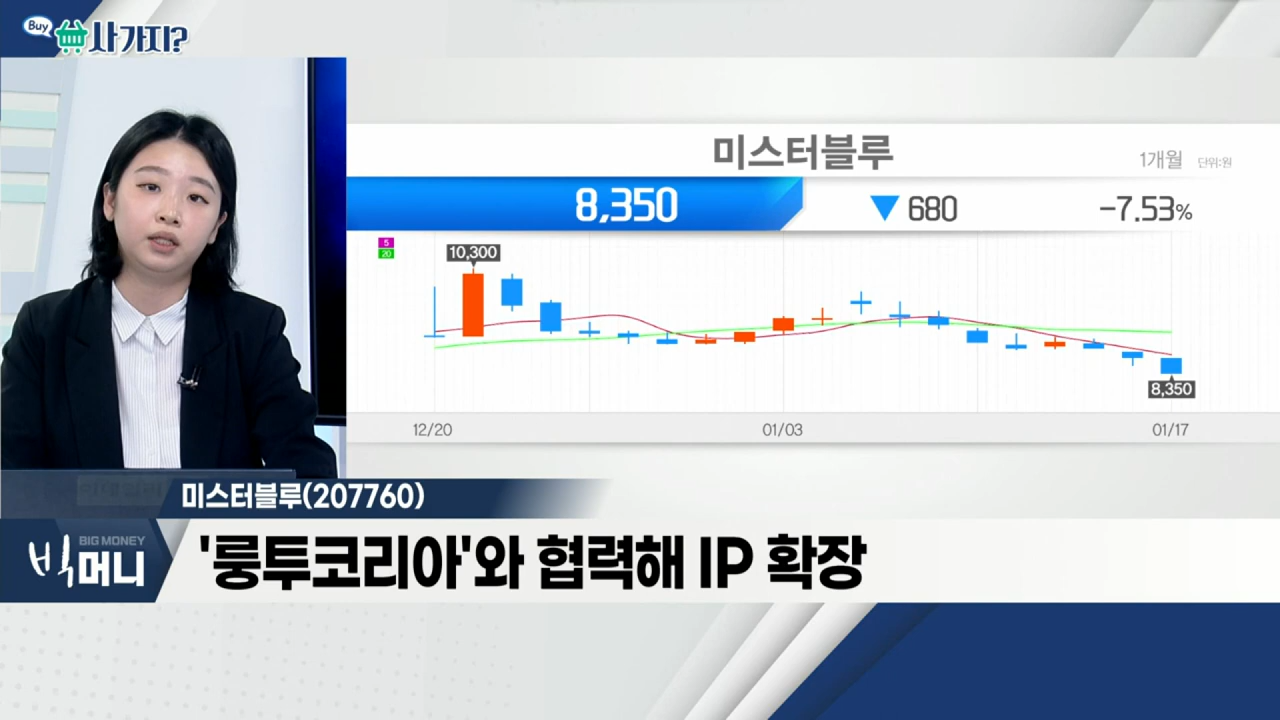 Buy 사가지?
미스터블루
1개월 단위:원
8,350 ▼ 680 -7.53%
5
20
10,300
8,350
12/20 01/03 01/17
미스터블루(207760)
BIG MONEY
빅머니
'룽투코리아'와 협력해 IP 확장